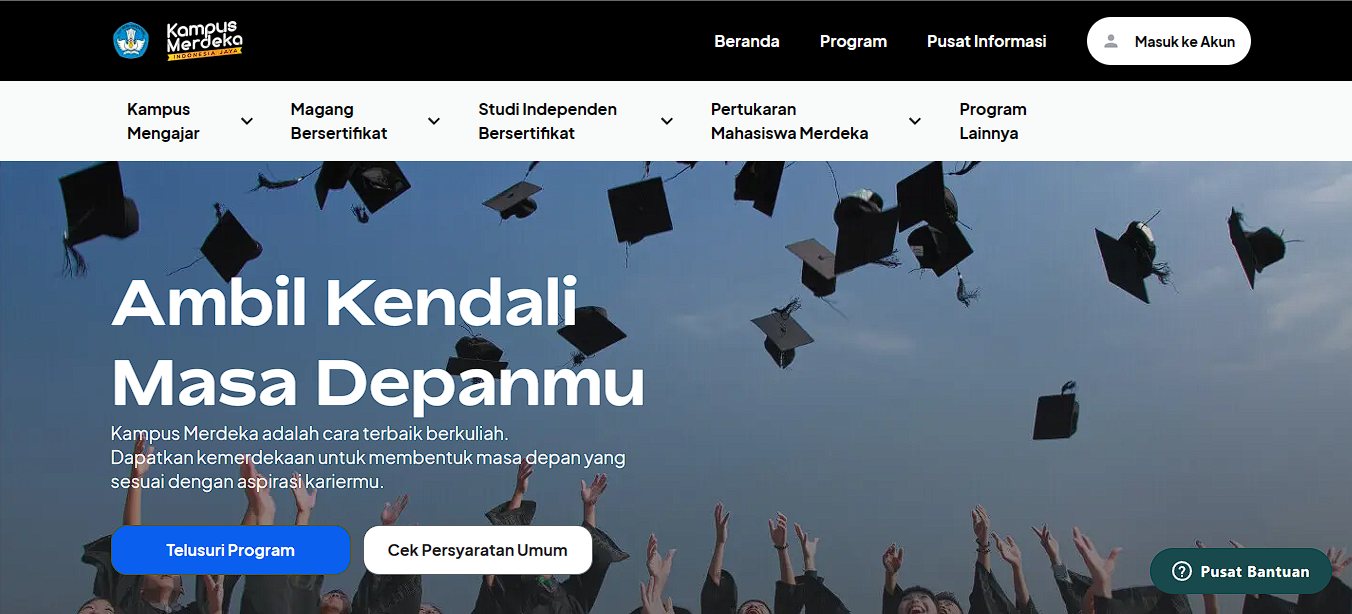 Kampus
Merdeka
INDONESIA JAYA
Beranda
Program
Pusat Informasi
Masuk ke Akun
Kampus
Mengajar
Magang
Bersertifikat
Studi Independen
Bersertifikat
Pertukaran
Mahasiswa Merdeka
Program
Lainnya
Ambil Kendali
Masa Depanmu
Kampus Merdeka adalah cara terbaik berkuliah.
Dapatkan kemerdekaan untuk membentuk masa depan yang
sesuai dengan aspirasi kariermu.
Telusuri Program
Cek Persyaratan Umum
Pusat Bantuan